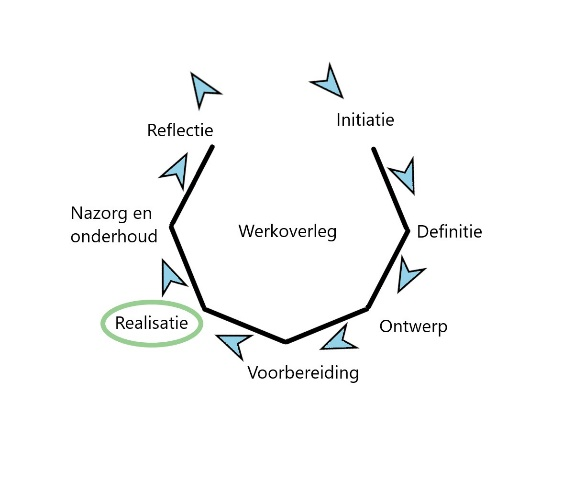 Initiatie
Reflectie
Nazorg en
onderhoud
Werkoverleg
Definitie
Realisatie
Ontwerp
Voorbereiding